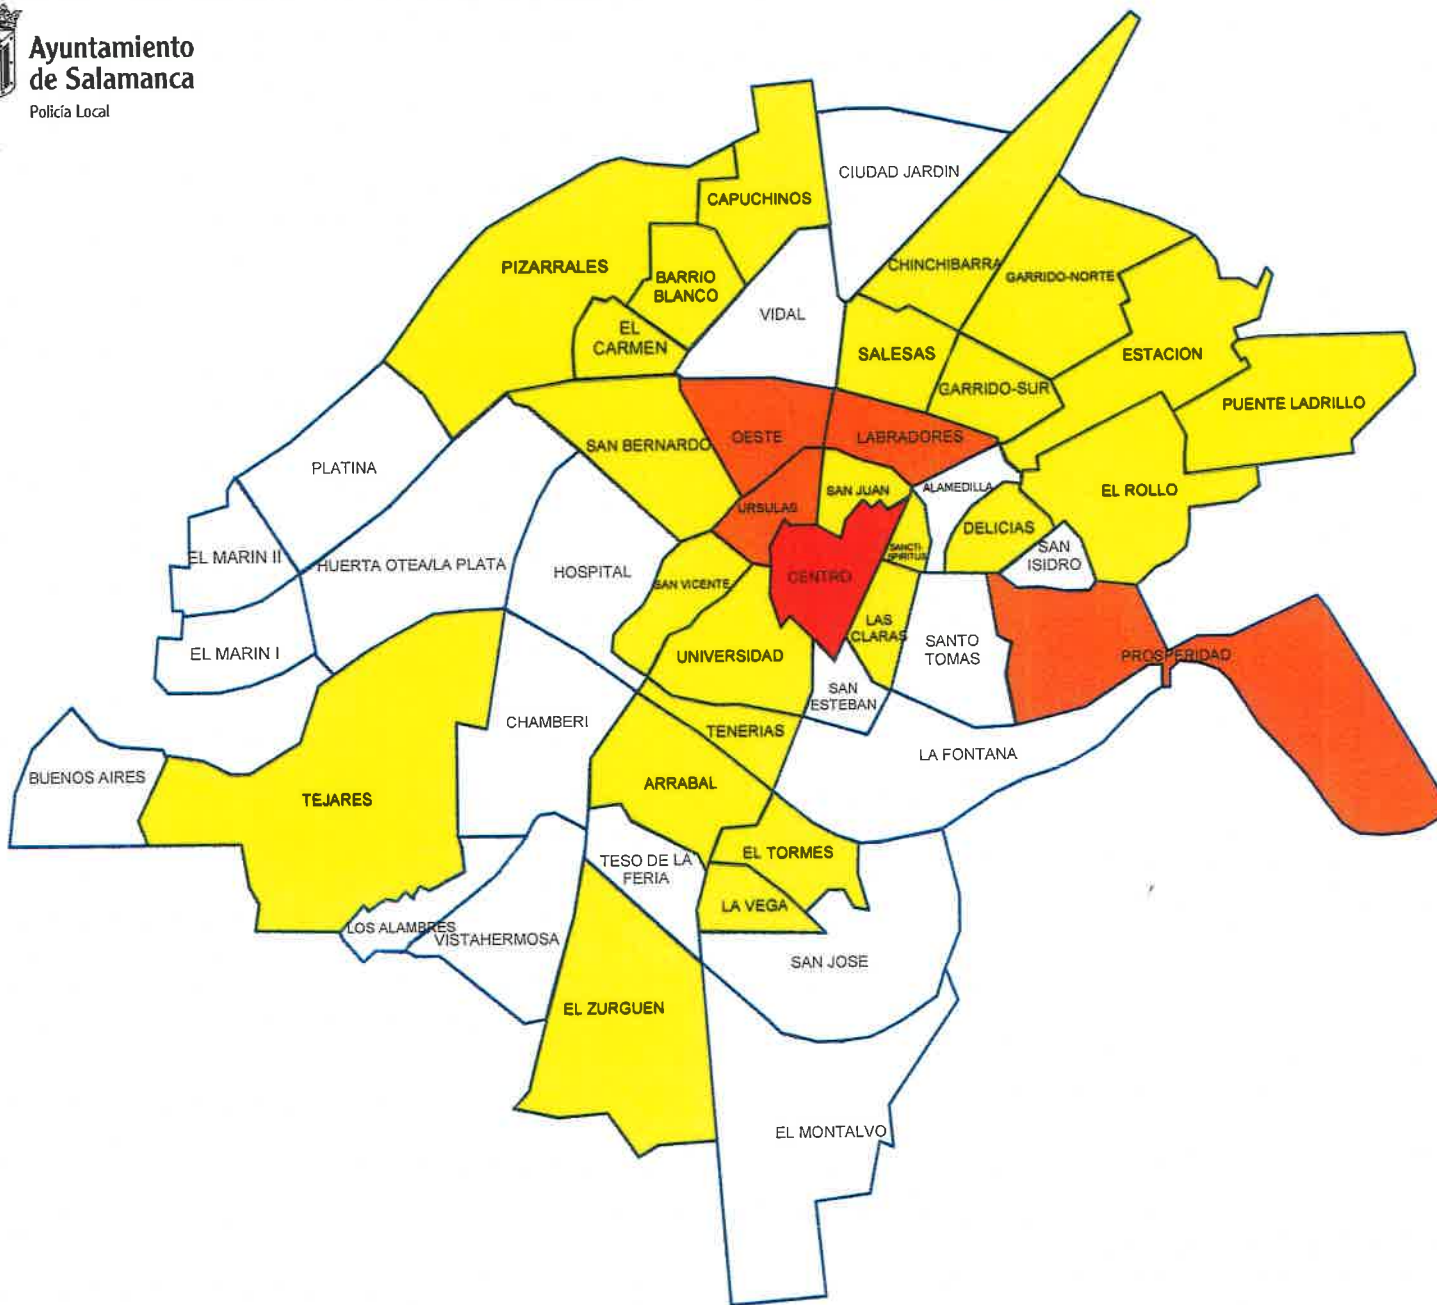 Ayuntamiento
de Salamanca
Policía Local
CIUDAD JARDIN
CAPUCHINOS
PIZARRALES
BARRIO
BLANCO
CHINCHIBARRA
GARRIDO-NORTE
VIDAL
EL
CARMEN
SALESAS
ESTACION
GARRIDO-SUR
PUENTE LADRILLO
SAN BERNARDO
OESTE
LABRADORES
PLATINA
SAN JUAN
ALAMEDILLA
EL ROLLO
URSULAS
DELICIAS
EL MARIN II
HUERTA OTEA/LA PLATA
HOSPITAL
SANCTI-
SPIRITUS
SAN
ISIDRO
CENTRO
SAN VICENTE
LAS
CLARAS
SANTO
TOMAS
EL MARIN I
UNIVERSIDAD
PROSPERIDAD
SAN
ESTEBAN
CHAMBERI
TENERIAS
LA FONTANA
BUENOS AIRES
TEJARES
ARRABAL
TESO DE LA
FERIA
EL TORMES
LA VEGA
LOS ALAMBRES
VISTAHERMOSA
SAN JOSE
EL ZURGUEN
EL MONTALVO